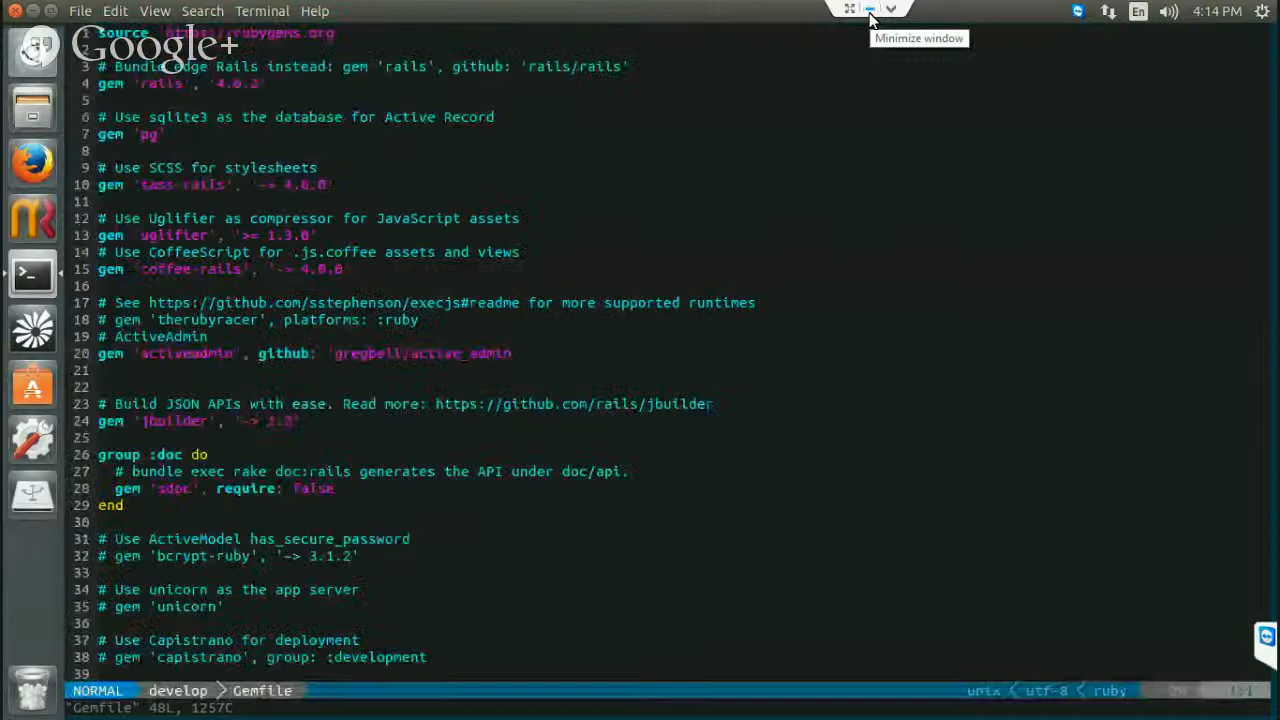 File Edit View Search Terminal Help
En 4:14 PM
Minimize window
Google+
1 source 'https://rubygems.org
2
3 # Bundle edge Rails instead: gem 'rails', github: 'rails/rails'
4 gem 'rails', '4.0.2'
5
6 # Use sqlite3 as the database for Active Record
7 gem 'pg'
8
9 # Use SCSS for stylesheets
10 gem 'sass-rails', '~> 4.0.0'
11
12 # Use Uglifier as compressor for JavaScript assets
13 gem 'uglifier', '>= 1.3.0'
14 # Use CoffeeScript for .js.coffee assets and views
15 gem 'coffee-rails', '~> 4.0.0
16
17 # See https://github.com/sstephenson/execjs#readme for more supported runtimes
18 # gem 'therubyracer', platforms: :ruby
19 # ActiveAdmin
20 gem 'activeadmin', github: 'gregbell/active_admin
21
22
23 # Build JSON APIs with ease. Read more: https://github.com/rails/jbuilder
24 gem 'jbuilder', '~> 1.2'
25
26 group :doc do
27 # bundle exec rake doc:rails generates the API under doc/api.
28 gem 'sdoc', require: false
29 end
30
31 # Use ActiveModel has_secure_password
32 # gem 'bcrypt-ruby', '~> 3.1.2'
33
34 # Use unicorn as the app server
35 # gem 'unicorn'
36
37 # Use Capistrano for deployment
38 # gem 'capistrano', group: :development
39
NORMAL develop Gemfile unix utf-8 ruby
"Gemfile" 48L, 1257C